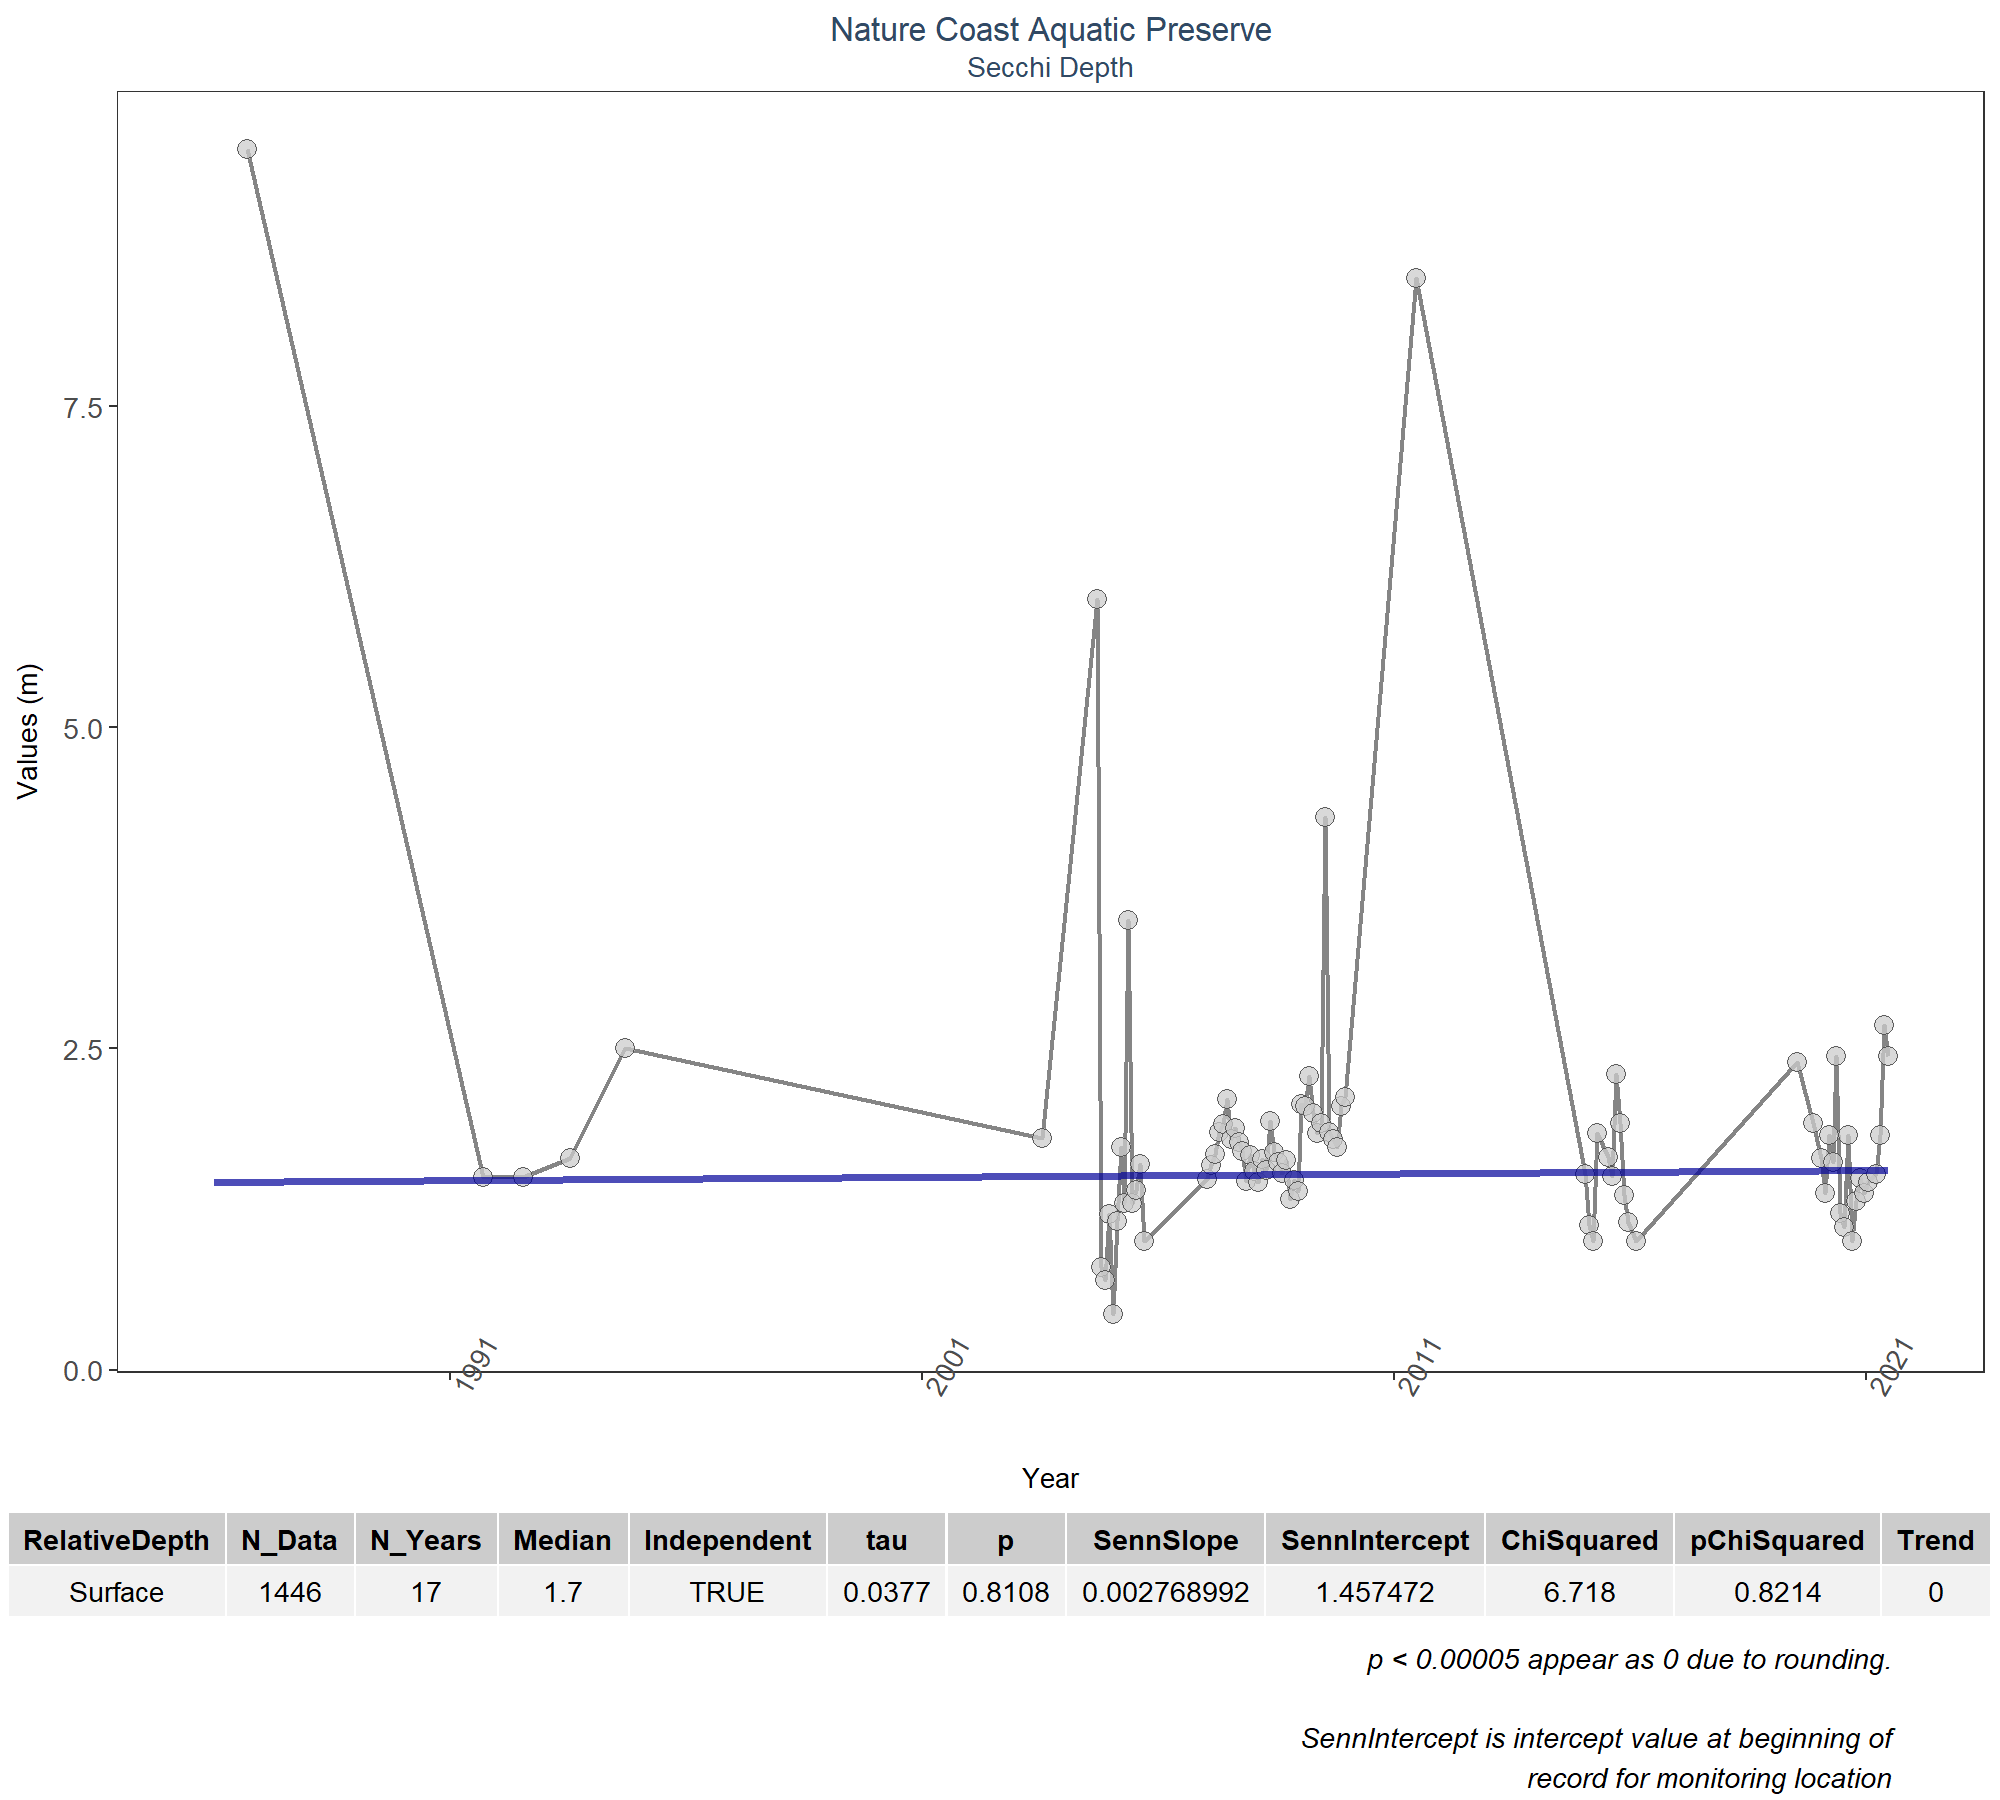 Nature Coast Aquatic Preserve
Secchi Depth
Values (m)
7.5
5.0
2.5
0.0
1991 2001 2011 2021
Year
RelativeDepth N_Data N_Years Median Independent tau p SennSlope SennIntercept ChiSquared pChiSquared Trend
Surface 1446 17 1.7 TRUE 0.0377 0.8108 0.002768992 1.457472 6.718 0.8214 0
p < 0.00005 appear as 0 due to rounding.
SennIntercept is intercept value at beginning of
record for monitoring location